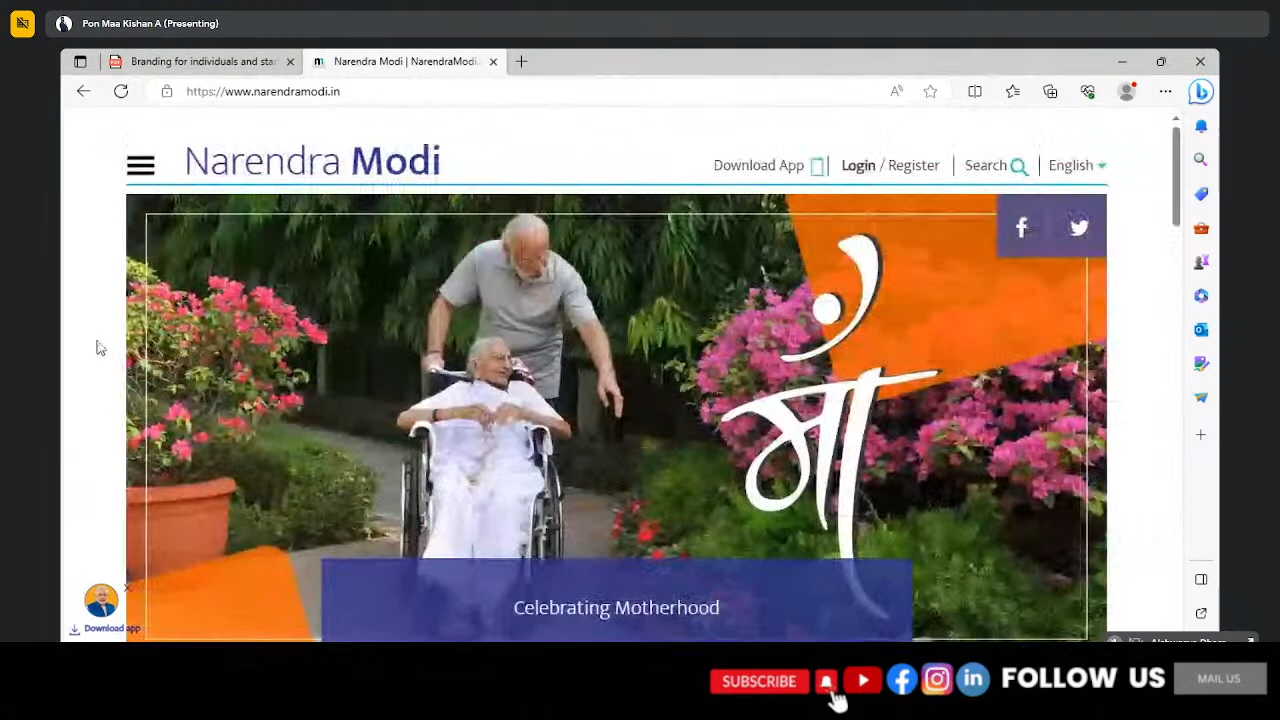 Pon Maa Kishan A (Presenting)
Branding for individuals and star
Narendra Modi | NarendraModi.
https://www.narendramodi.in
Narendra Modi
Download App
Login / Register
Search
English
माँ
Celebrating Motherhood
Download app
SUBSCRIBE
FOLLOW US
MAIL US